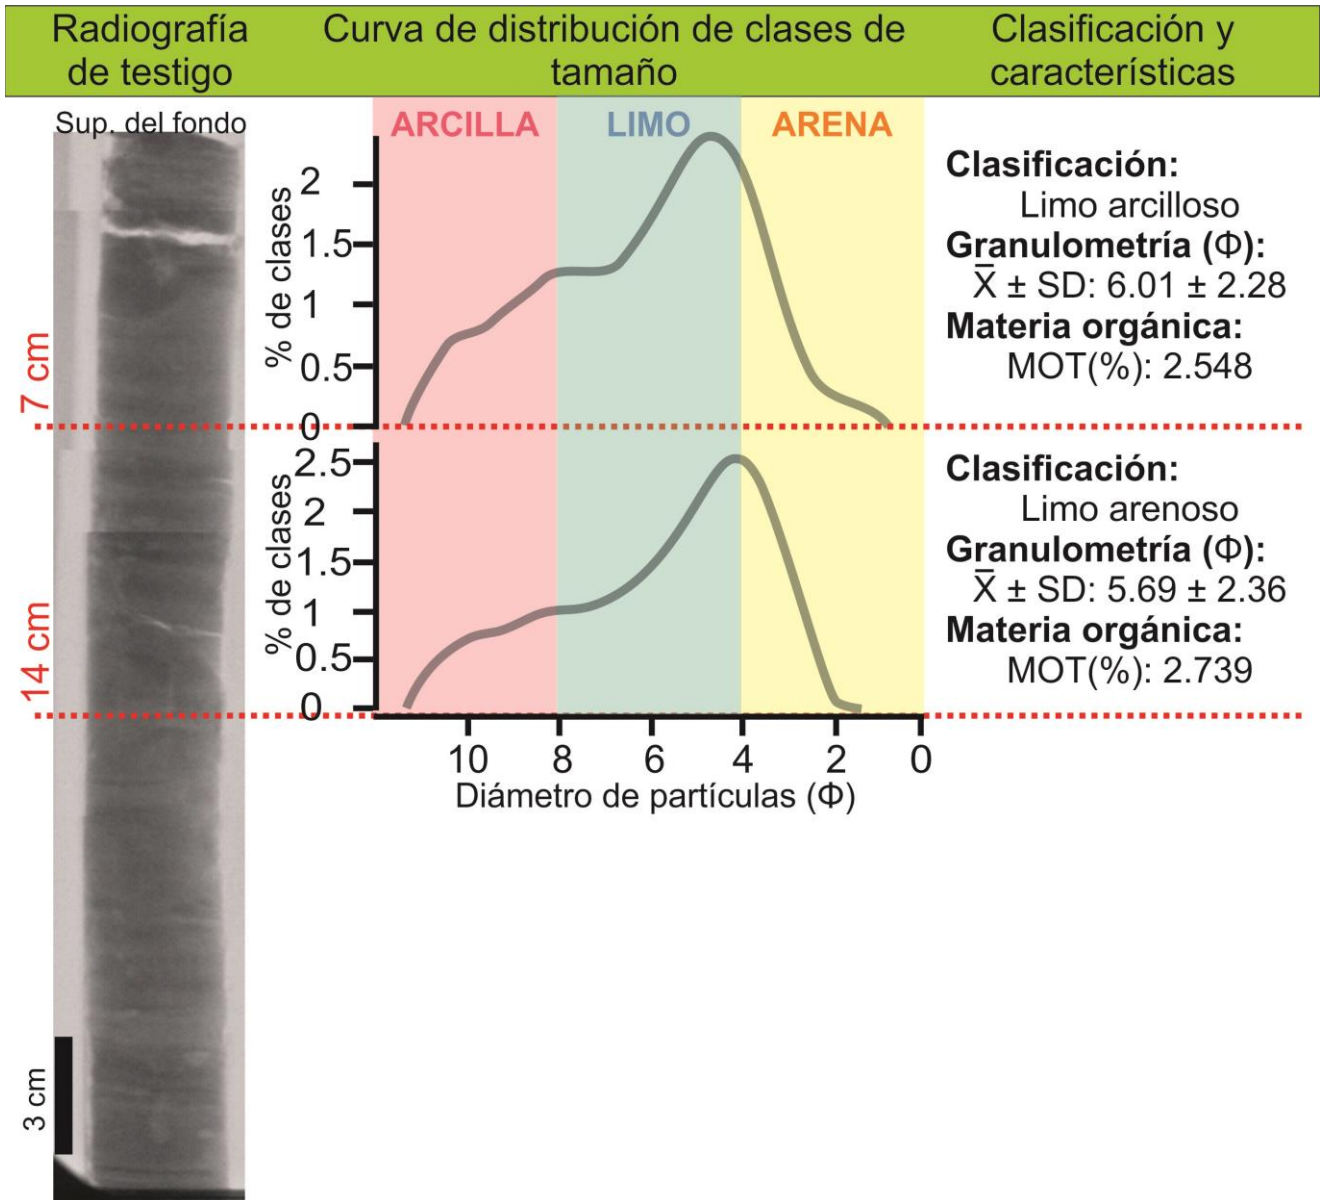 Radiografía
de testigo
Curva de distribución de clases de
tamaño
Clasificación y
características
Sup. del fondo
7 cm
14 cm
3 cm
ARCILLA
LIMO
ARENA
% de clases
2
1.5
1
0.5
0
Clasificación:
Limo arcilloso
Granulometría (Φ):
X̅ ± SD: 6.01 ± 2.28
Materia orgánica:
MOT(%): 2.548
% de clases
2.5
2
1.5
1
0.5
0
10 8 6 4 2 0
Diámetro de partículas (Φ)
Clasificación:
Limo arenoso
Granulometría (Φ):
X̅ ± SD: 5.69 ± 2.36
Materia orgánica:
MOT(%): 2.739